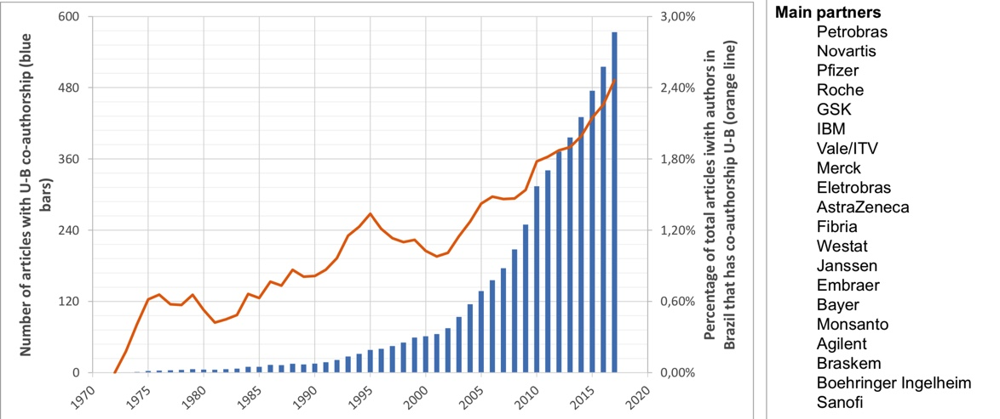 Number of articles with U-B co-authorship (blue
bars)
600
480
360
240
120
0
3,00%
2,40%
1,80%
1,20%
0,60%
0,00%
Percentage of total articles iwith authors in
Brazil that has co-authorship U-B (orange line)
1970
1975
1980
1985
1990
1995
2000
2005
2010
2015
2020
Main partners
Petrobras
Novartis
Pfizer
Roche
GSK
IBM
Vale/ITV
Merck
Eletrobras
AstraZeneca
Fibria
Westat
Janssen
Embraer
Bayer
Monsanto
Agilent
Braskem
Boehringer Ingelheim
Sanofi